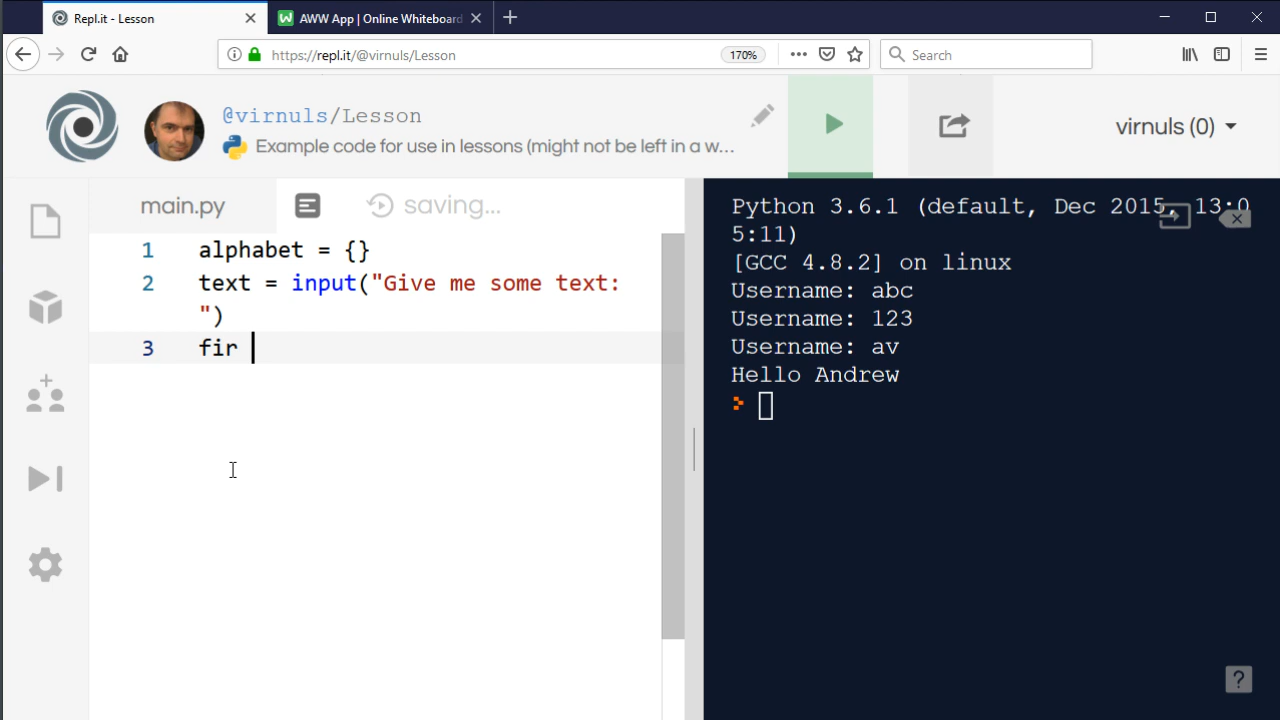 Repl.it - Lesson
AWW App | Online Whiteboard
https://repl.it/@virnuls/Lesson
170%
Search
@virnuls/Lesson
Example code for use in lessons (might not be left in a w...
virnuls (0)
main.py
saving...
1 alphabet = {}
2 text = input("Give me some text:
")
3 fir
Python 3.6.1 (default, Dec 2015, 13:0
5:11)
[GCC 4.8.2] on linux
Username: abc
Username: 123
Username: av
Hello Andrew